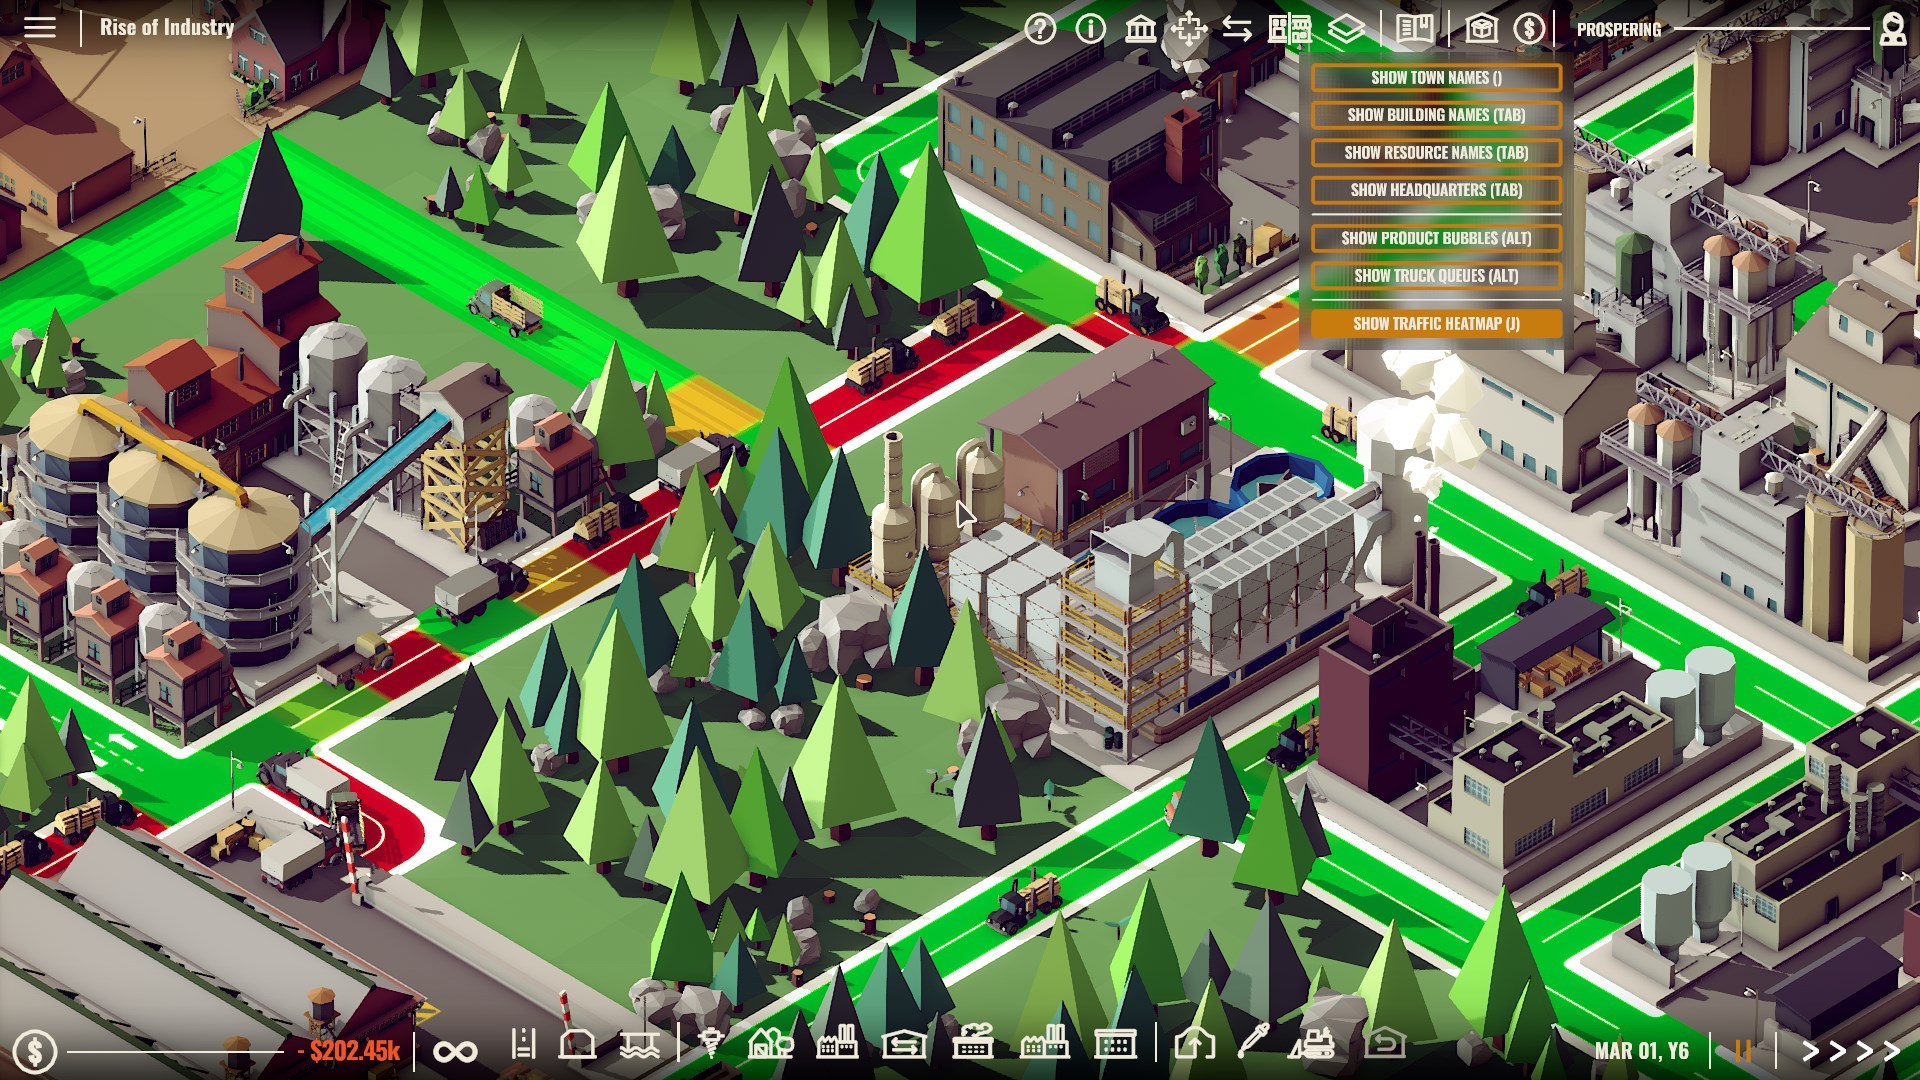 Rise of Industry
PROSPERING
SHOW TOWN NAMES ()
SHOW BUILDING NAMES (TAB)
SHOW RESOURCE NAMES (TAB)
SHOW HEADQUARTERS (TAB)
SHOW PRODUCT BUBBLES (ALT)
SHOW TRUCK QUEUES (ALT)
SHOW TRAFFIC HEATMAP (J)
- $202.45k
MAR 01, Y6